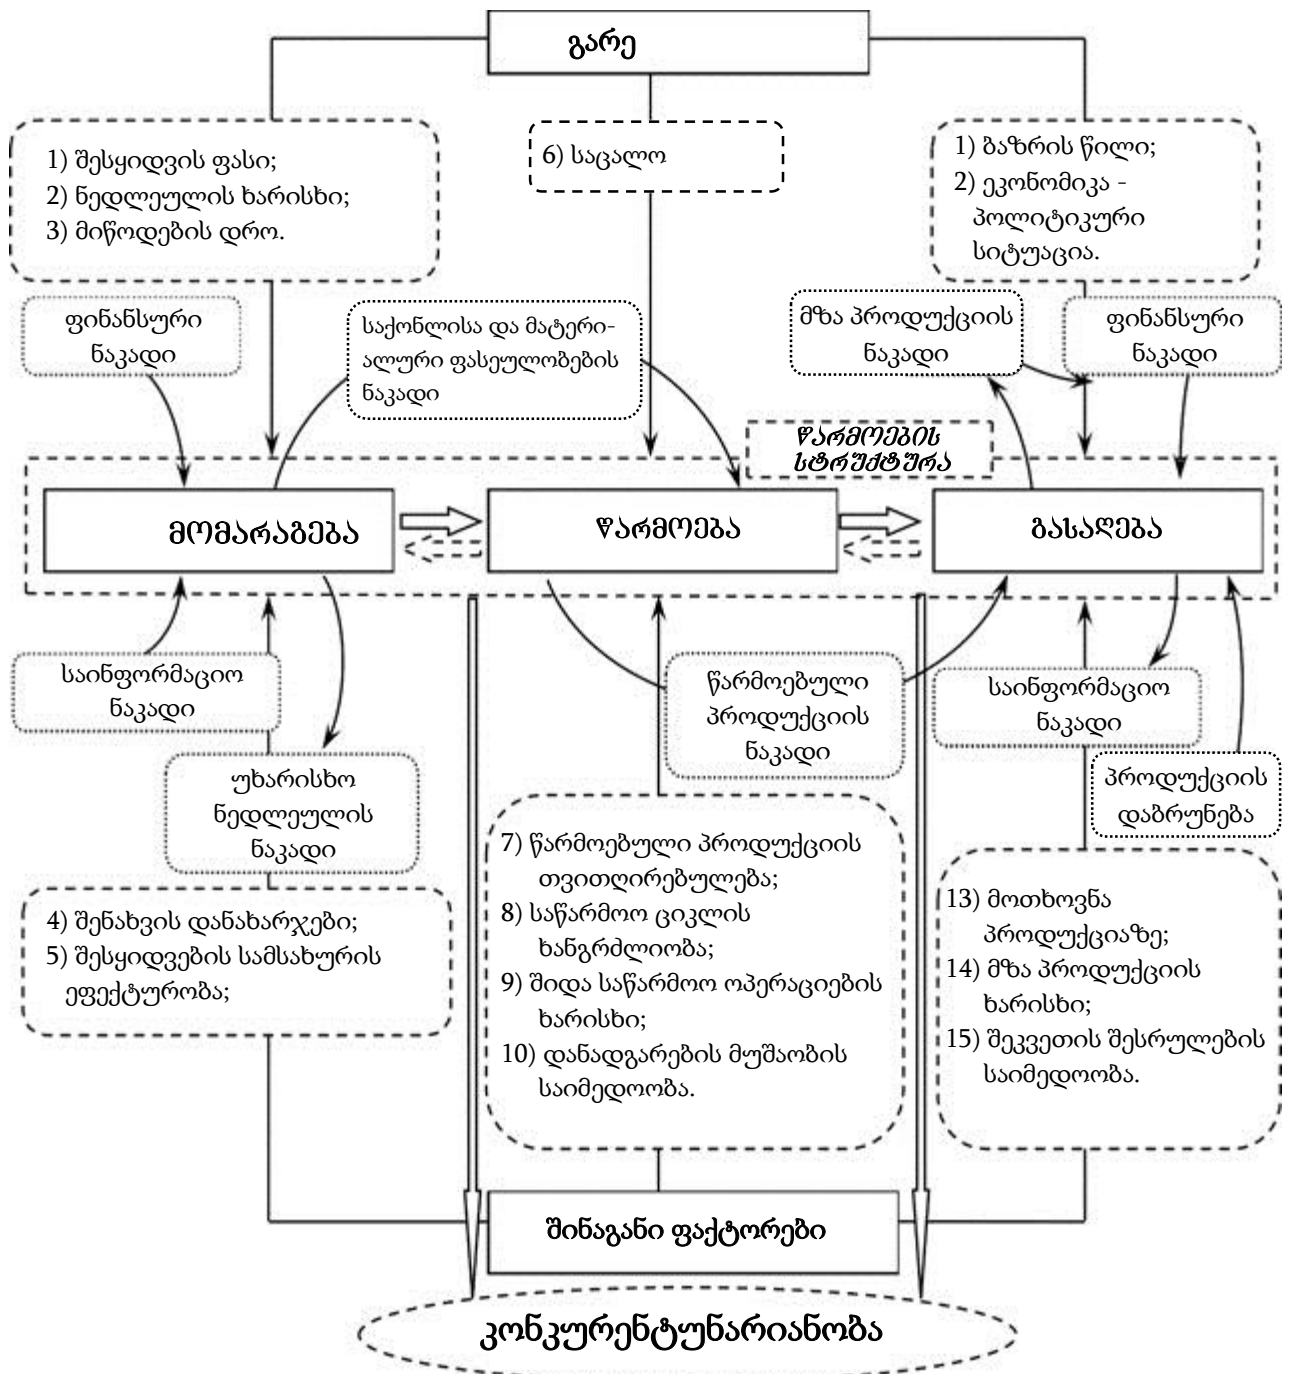 გარე
1) შესყიდვის ფასი;
2) ნედლეულის ხარისხი;
3) მიწოდების დრო.
6) საცალო
1) ბაზრის წილი;
2) ეკონომიკა -
პოლიტიკური
სიტუაცია.
ფინანსური
ნაკადი
საქონლისა და მატერი-
ალური ფასეულობების
ნაკადი
მზა პროდუქციის
ნაკადი
ფინანსური
ნაკადი
წარმოების
სტრუქტურა
მომარაგება
წარმოება
გასაღება
საინფორმაციო
ნაკადი
უხარისხო
ნედლეულის
ნაკადი
წარმოებული
პროდუქციის
ნაკადი
საინფორმაციო
ნაკადი
პროდუქციის
დაბრუნება
4) შენახვის დანახარჯები;
5) შესყიდვების სამსახურის
ეფექტურობა;
7) წარმოებული პროდუქციის
თვითღირებულება;
8) საწარმოო ციკლის
ხანგრძლიობა;
9) შიდა საწარმოო ოპერაციების
ხარისხი;
10) დანადგარების მუშაობის
საიმედოობა.
13) მოთხოვნა
პროდუქციაზე;
14) მზა პროდუქციის
ხარისხი;
15) შეკვეთის შესრულების
საიმედოობა.
შინაგანი ფაქტორები
კონკურენტუნარიანობა